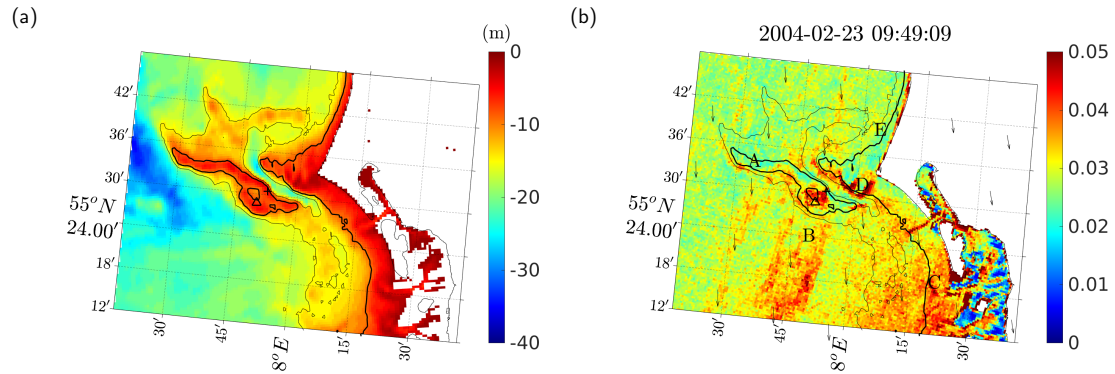 (a)
(m)
0
-10
-20
-30
-40
42′
36′
30′
55°N
24.00′
18′
12′
30′
45′
8°E
15′
30′
(b)
2004-02-23 09:49:09
0.05
0.04
0.03
0.02
0.01
0
42′
36′
30′
55°N
24.00′
18′
12′
30′
45′
8°E
15′
30′
E
A
D
B
C